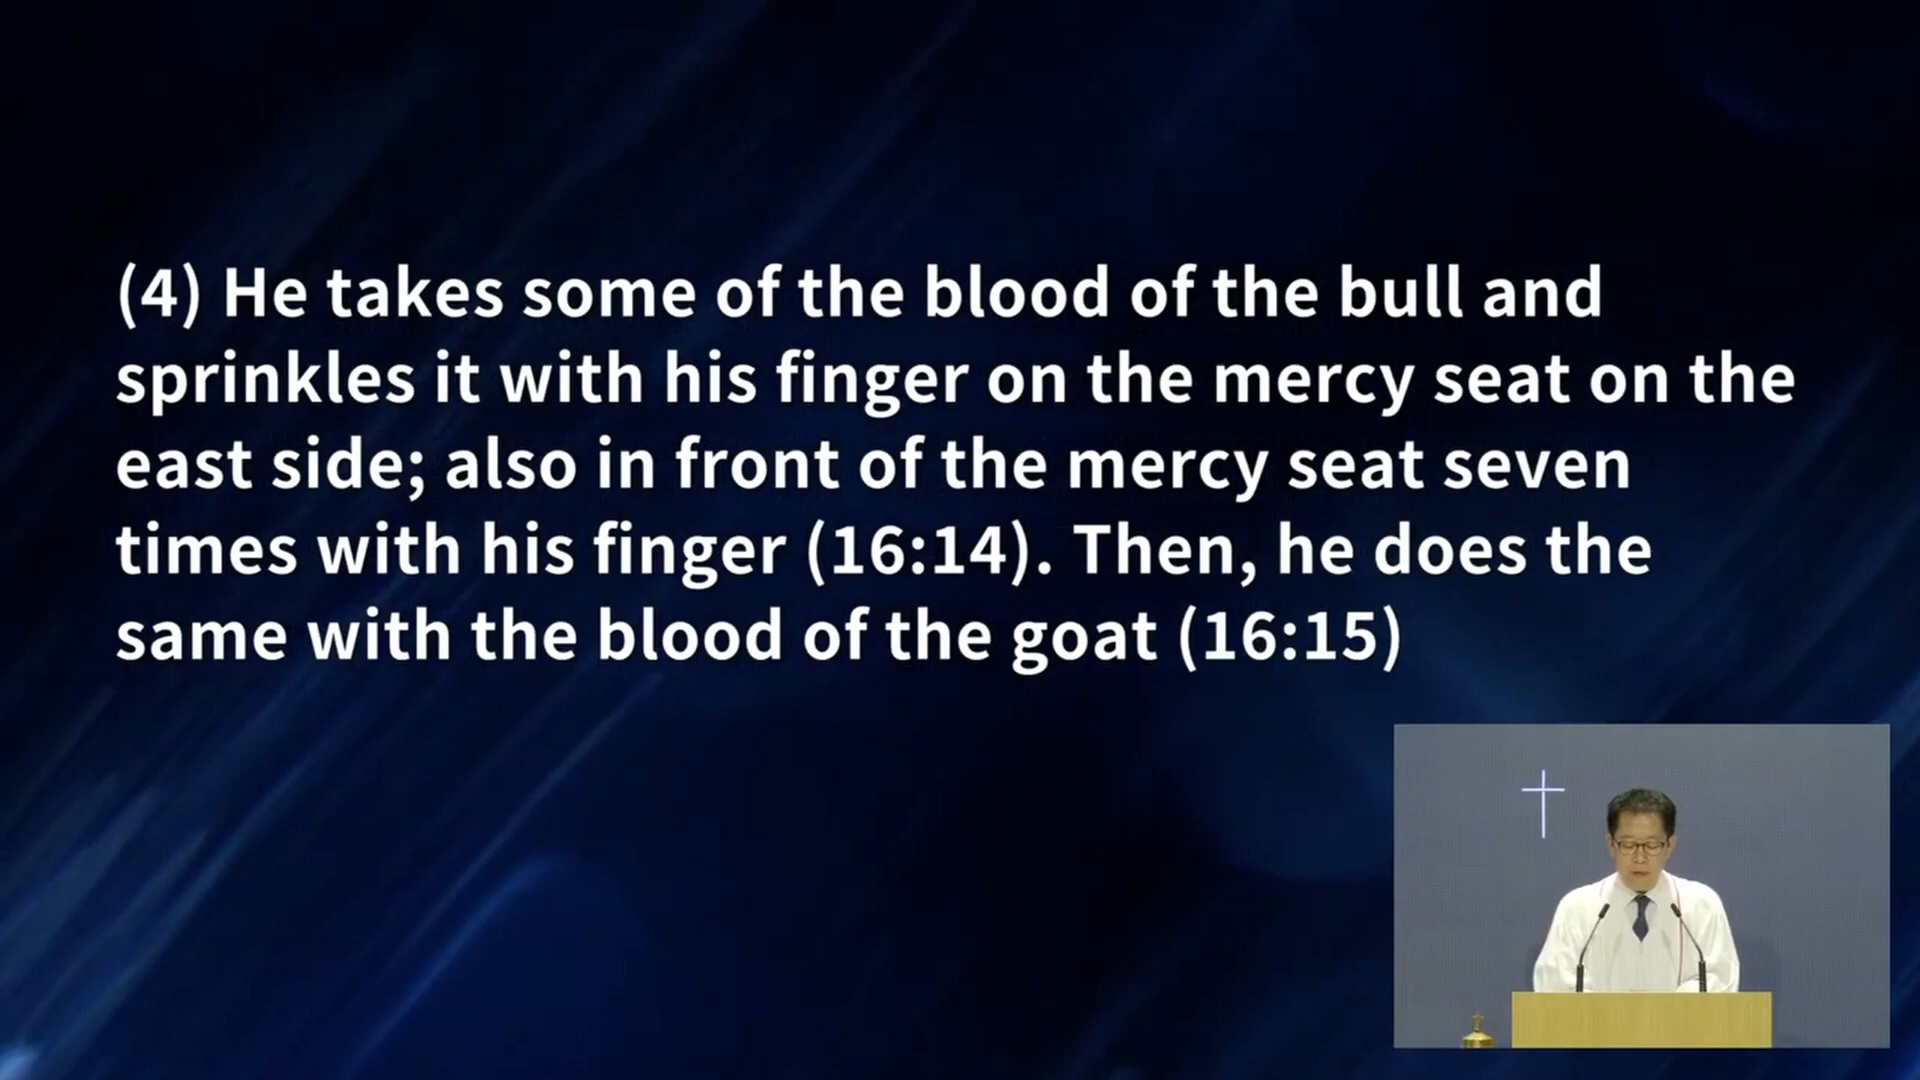 (4) He takes some of the blood of the bull and
sprinkles it with his finger on the mercy seat on the
east side; also in front of the mercy seat seven
times with his finger (16:14). Then, he does the
same with the blood of the goat (16:15)